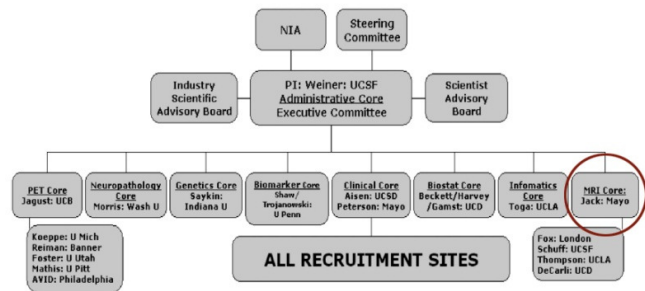 NIA
Steering
Committee
Industry
Scientific
Advisory Board
PI: Weiner: UCSF
Administrative Core
Executive Committee
Scientist
Advisory
Board
PET Core
Jagust: UCB
Neuropathology
Core
Morris: Wash U
Genetics Core
Saykin:
Indiana U
Biomarker Core
Shaw/
Trojanowski:
U Penn
Clinical Core
Aisen: UCSD
Peterson: Mayo
Biostat Core
Beckett/Harvey
/Gamst: UCD
Infomatics
Core
Toga: UCLA
MRI Core:
Jack: Mayo
Koeppe: U Mich
Reiman: Banner
Foster: U Utah
Mathis: U Pitt
AVID: Philadelphia
ALL RECRUITMENT SITES
Fox: London
Schuff: UCSF
Thompson: UCLA
DeCarli: UCD